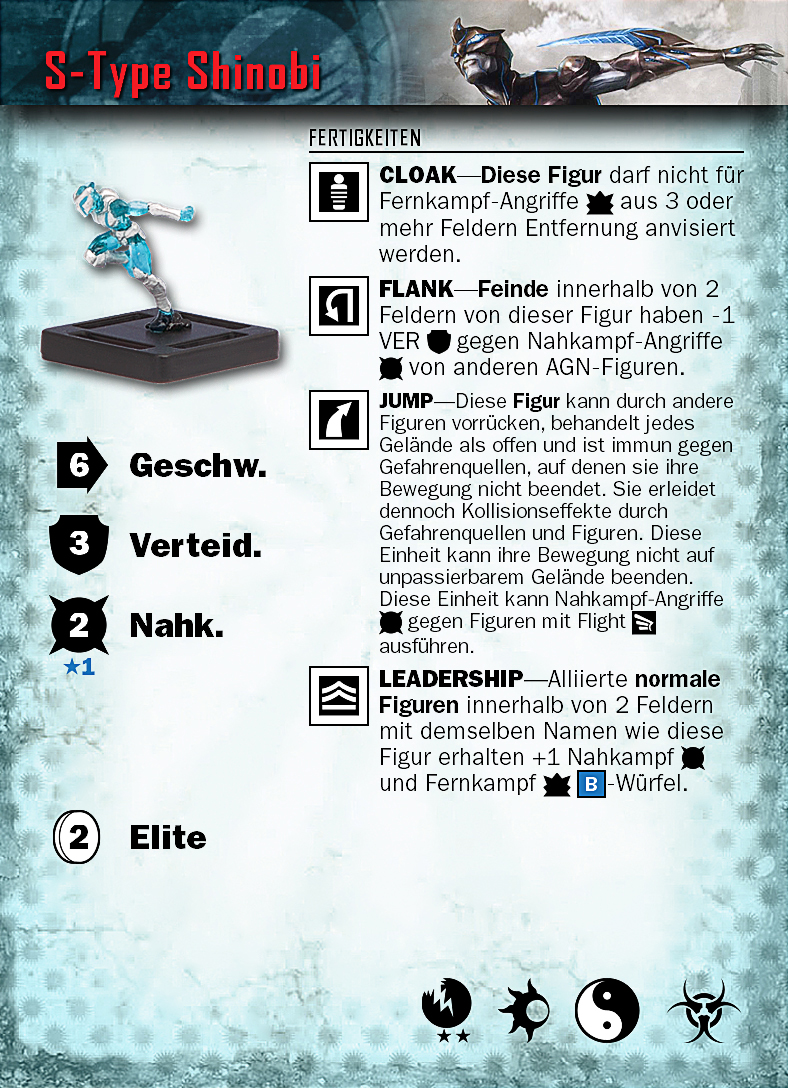 S-Type Shinobi
FERTIGKEITEN
CLOAK—Diese Figur darf nicht für
Fernkampf-Angriffe aus 3 oder
mehr Feldern Entfernung anvisiert
werden.
FLANK—Feinde innerhalb von 2
Feldern von dieser Figur haben -1
VER gegen Nahkampf-Angriffe
von anderen AGN-Figuren.
JUMP—Diese Figur kann durch andere
Figuren vorrücken, behandelt jedes
Gelände als offen und ist immun gegen
Gefahrenquellen, auf denen sie ihre
Bewegung nicht beendet. Sie erleidet
dennoch Kollisionseffekte durch
Gefahrenquellen und Figuren. Diese
Einheit kann ihre Bewegung nicht auf
unpassierbarem Gelände beenden.
Diese Einheit kann Nahkampf-Angriffe
gegen Figuren mit Flight
ausführen.
LEADERSHIP—Alliierte normale
Figuren innerhalb von 2 Feldern
mit demselben Namen wie diese
Figur erhalten +1 Nahkampf
und Fernkampf B-Würfel.
6 Geschw.
3 Verteid.
2 Nahk.
★1
2 Elite